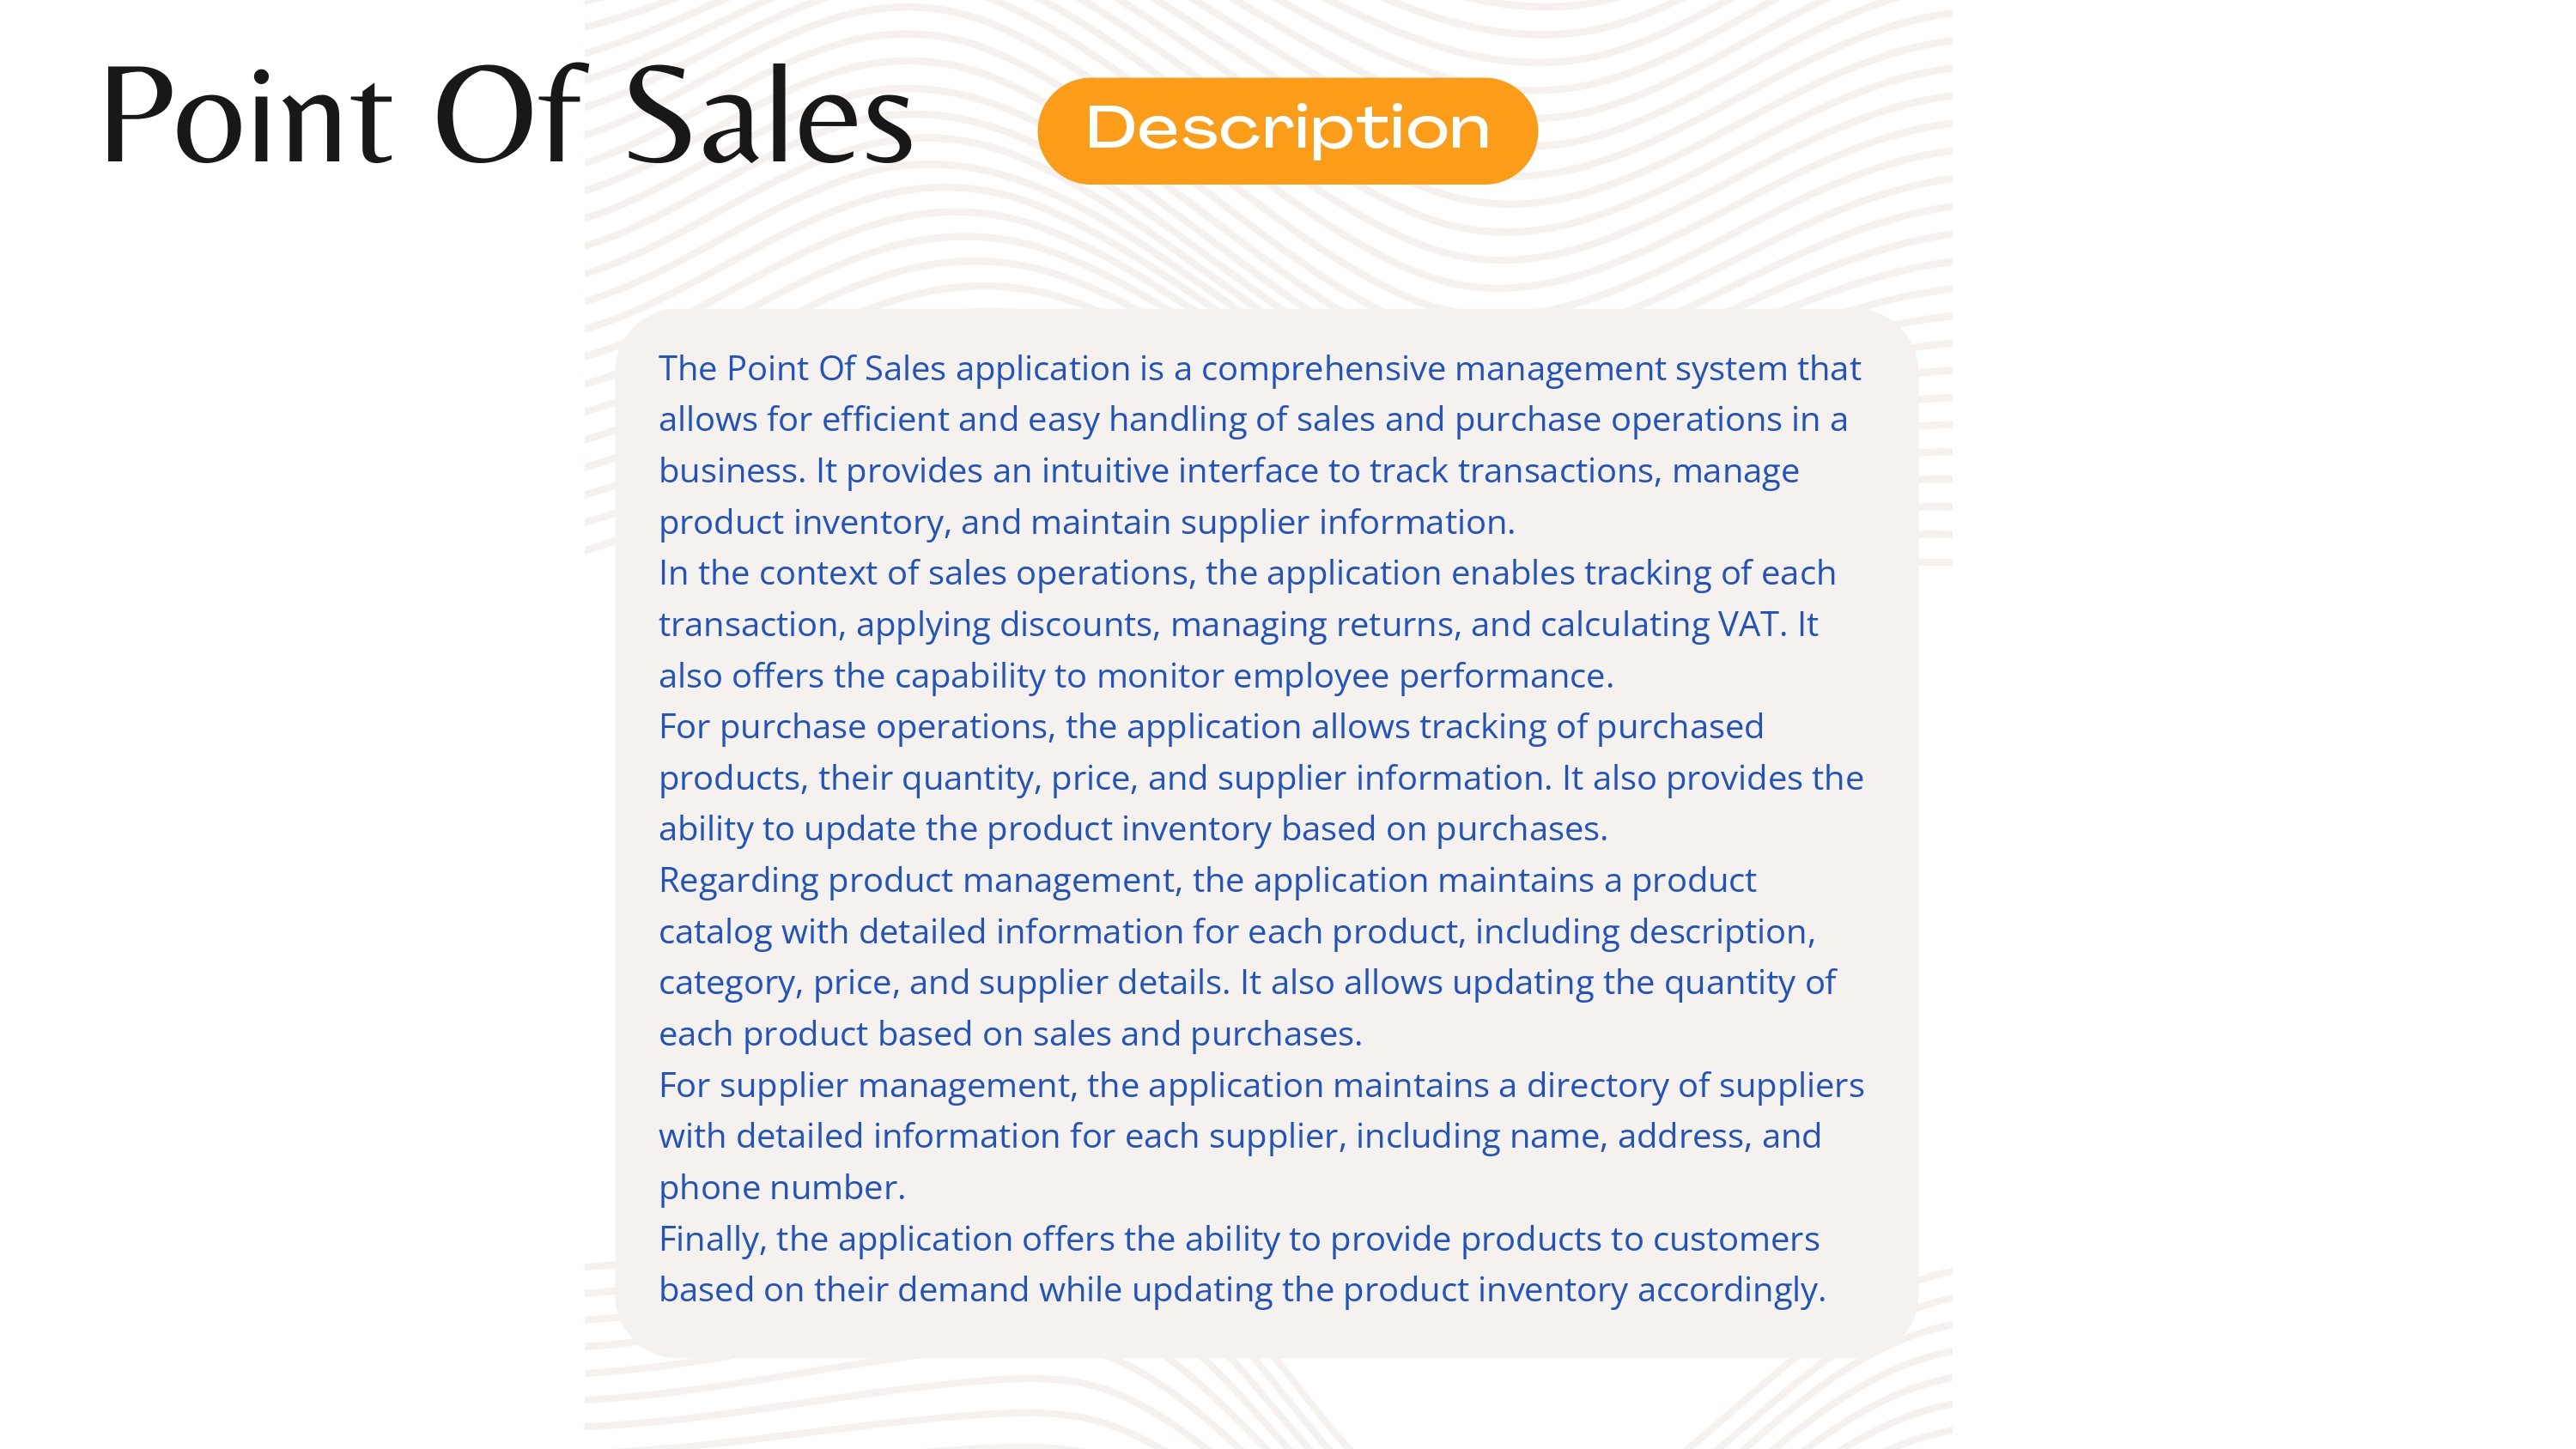 Point Of Sales
Description
The Point Of Sales application is a comprehensive management system that
allows for efficient and easy handling of sales and purchase operations in a
business. It provides an intuitive interface to track transactions, manage
product inventory, and maintain supplier information.
In the context of sales operations, the application enables tracking of each
transaction, applying discounts, managing returns, and calculating VAT. It
also offers the capability to monitor employee performance.
For purchase operations, the application allows tracking of purchased
products, their quantity, price, and supplier information. It also provides the
ability to update the product inventory based on purchases.
Regarding product management, the application maintains a product
catalog with detailed information for each product, including description,
category, price, and supplier details. It also allows updating the quantity of
each product based on sales and purchases.
For supplier management, the application maintains a directory of suppliers
with detailed information for each supplier, including name, address, and
phone number.
Finally, the application offers the ability to provide products to customers
based on their demand while updating the product inventory accordingly.